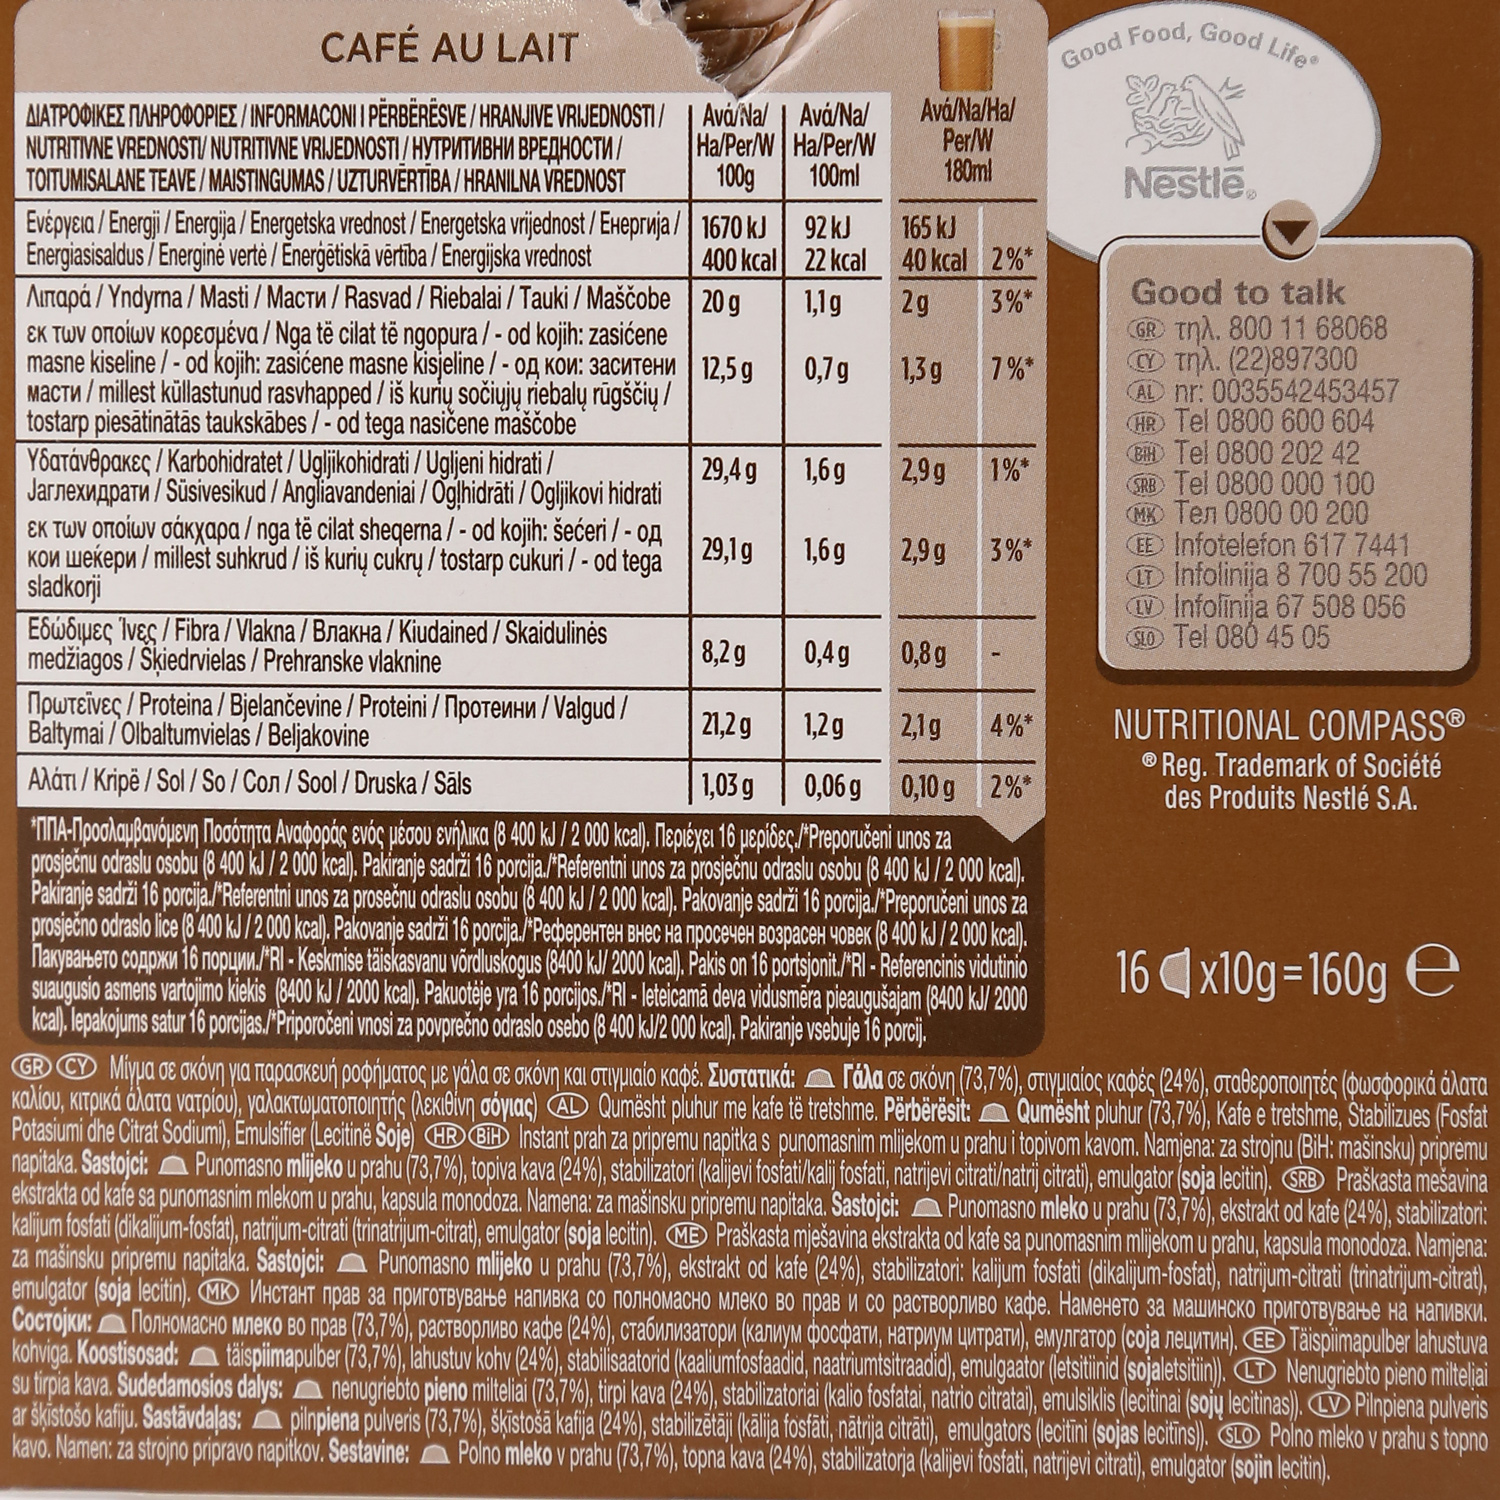 CAFÉ AU LAIT
ΔΙΑΤΡΟΦΙΚΕΣ ΠΛΗΡΟΦΟΡΙΕΣ / INFORMACONI I PËRBËRËSVE / HRANJIVE VRIJEDNOSTI /
NUTRITIVNE VREDNOSTI/ NUTRITIVNE VRIJEDNOSTI / НУТРИТИВНИ ВРЕДНОСТИ /
TOITUMISALANE TEAVE / MAISTINGUMAS / UZTURVĒRTĪBA / HRANILNA VREDNOST
Ανά/Na/ Ha/Per/W 100g
Ανά/Na/ Ha/Per/W 100ml
Ανά/Na/Ha/ Per/W 180ml
Ενέργεια / Energji / Energija / Energetska vrednost / Energetska vrijednost / Енергија /
Energiasisaldus / Energinė vertė / Enerģētiskā vērtība / Energijska vrednost
1670 kJ 92 kJ 165 kJ
400 kcal 22 kcal 40 kcal 2%*
Λιπαρά / Yndyrna / Masti / Масти / Rasvad / Riebalai / Tauki / Maščobe 20 g 1,1g 2g 3%*
εκ των οποίων κορεσμένα / Nga të cilat të ngopura / - od kojih: zasićene
masne kiseline / - od kojih: zasićene masne kisjeline / - од кои: заситени 12,5 g 0,7 g 1,3 g 7%*
масти / millest küllastunud rasvhapped / iš kurių sočiųjų riebalų rūgščių /
tostarp piesātinātās taukskābes / - od tega nasičene maščobe
Υδατάνθρακες / Karbohidratet / Ugljikohidrati / Ugljeni hidrati / 29,4 g 1,6 g 2,9 g 1%*
Јаглехидрати / Süsivesikud / Angliavandeniai / Ogļhidrāti / Ogljikovi hidrati
εκ των οποίων σάκχαρα / nga të cilat sheqerna / - od kojih: šećeri / - од
кои шеќери / millest suhkrud / iš kurių cukrų / tostarp cukuri / - od tega 29,1 g 1,6 g 2,9 g 3%*
sladkorji
Εδώδιμες Ίνες / Fibra / Vlakna / Влакна / Kiudained / Skaidulinės
medžiagos / Šķiedrvielas / Prehranske vlaknine 8,2 g 0,4 g 0,8 g -
Πρωτεΐνες / Proteina / Bjelančevine / Proteini / Протеини / Valgud /
Baltymai / Olbaltumvielas / Beljakovine 21,2 g 1,2 g 2,1 g 4%*
Αλάτι / Kripë / Sol / So / Сол / Sool / Druska / Sāls 1,03 g 0,06 g 0,10 g 2%*
*ΠΠΑ-Προσλαμβανόμενη Ποσότητα Αναφοράς ενός μέσου ενήλικα (8 400 kJ / 2 000 kcal). Περιέχει 16 μερίδες./*Preporučeni unos za
prosječnu odraslu osobu (8 400 kJ / 2 000 kcal). Pakiranje sadrži 16 porcija./*Referentni unos za prosječnu odraslu osobu (8 400 kJ / 2 000 kcal).
Pakiranje sadrži 16 porcija./*Referentni unos za prosečnu odraslu osobu (8 400 kJ / 2 000 kcal). Pakovanje sadrži 16 porcija./*Preporučeni unos za
prosječno odraslo lice (8 400 kJ / 2 000 kcal). Pakovanje sadrži 16 porcija./*Референтен внес на просечен возрасен човек (8 400 kJ / 2 000 kcal).
Пакувањето содржи 16 порции./*RI - Keskmise täiskasvanu võrdluskogus (8400 kJ/ 2000 kcal). Pakis on 16 portsjonit./*RI - Referencinis vidutinio
suaugusio asmens vartojimo kiekis (8400 kJ / 2000 kcal). Pakuotėje yra 16 porcijos./*RI - Ieteicamā deva vidusmēra pieaugušajam (8400 kJ/ 2000
kcal). Iepakojums satur 16 porcijas./*Priporočeni vnosi za povprečno odraslo osebo (8 400 kJ/2 000 kcal). Pakiranje vsebuje 16 porcij.
Good Food, Good Life®
Nestlé®
Good to talk
GR τηλ. 800 11 68068
CY τηλ. (22)897300
AL nr: 0035542453457
HR Tel 0800 600 604
BIH Tel 0800 202 42
SRB Tel 0800 000 100
MK Тел 0800 00 200
EE Infotelefon 617 7441
LT Infolinija 8 700 55 200
LV Infolīnija 67 508 056
SLO Tel 080 45 05
NUTRITIONAL COMPASS®
® Reg. Trademark of Société
des Produits Nestlé S.A.
16 x10g=160g e
GR CY Μίγμα σε σκόνη για παρασκευή ροφήματος με γάλα σε σκόνη και στιγμιαίο καφέ. Συστατικά: Γάλα σε σκόνη (73,7%), στιγμιαίος καφές (24%), σταθεροποιητές (φωσφορικά άλατα
καλίου, κιτρικά άλατα νατρίου), γαλακτωματοποιητής (λεκιθίνη σόγιας) AL Qumësht pluhur me kafe të tretshme. Përbërësit: Qumësht pluhur (73,7%), Kafe e tretshme, Stabilizues (Fosfat
Potasiumi dhe Citrat Sodiumi), Emulsifier (Lecitinë Soje) HR BiH Instant prah za pripremu napitka s punomasnim mlijekom u prahu i topivom kavom. Namjena: za strojnu (BiH: mašinsku) pripremu
napitaka. Sastojci: Punomasno mlijeko u prahu (73,7%), topiva kava (24%), stabilizatori (kalijevi fosfati/kalij fosfati, natrijevi citrati/natrij citrati), emulgator (soja lecitin). SRB Praškasta mešavina
ekstrakta od kafe sa punomasnim mlekom u prahu, kapsula monodoza. Namena: za mašinsku pripremu napitaka. Sastojci: Punomasno mleko u prahu (73,7%), ekstrakt od kafe (24%), stabilizatori:
kalijum fosfati (dikalijum-fosfat), natrijum-citrati (trinatrijum-citrat), emulgator (soja lecitin). ME Praškasta mješavina ekstrakta od kafe sa punomasnim mlijekom u prahu, kapsula monodoza. Namjena:
za mašinsku pripremu napitaka. Sastojci: Punomasno mlijeko u prahu (73,7%), ekstrakt od kafe (24%), stabilizatori: kalijum fosfati (dikalijum-fosfat), natrijum-citrati (trinatrijum-citrat),
emulgator (soja lecitin). MK Инстант прав за приготвување напивка со полномасно млеко во прав и со растворливо кафе. Наменето за машинско приготвување на напивки.
Состојки: Полномасно млеко во прав (73,7%), растворливо кафе (24%), стабилизатори (калиум фосфати, натриум цитрати), емулгатор (соја лецитин). EE Täispiimapulber lahustuva
kohviga. Koostisosad: täispiimapulber (73,7%), lahustuv kohv (24%), stabilisaatorid (kaaliumfosfaadid, naatriumtsitraadid), emulgaator (letsitiinid (sojaletsitiin)). LT Nenugriebto pieno milteliai
su tirpia kava. Sudedamosios dalys: nenugriebto pieno milteliai (73,7%), tirpi kava (24%), stabilizatoriai (kalio fosfatai, natrio citratai), emulsiklis (lecitinai (sojų lecitinas)). LV Pilnpiena pulveris
ar šķīstošo kafiju. Sastāvdaļas: pilnpiena pulveris (73,7%), šķīstošā kafija (24%), stabilizētāji (kālija fosfāti, nātrija citrāti), emulgators (lecitīni (sojas lecitīns)). SLO Polno mleko v prahu s topno
kavo. Namen: za strojno pripravo napitkov. Sestavine: Polno mleko v prahu (73,7%), topna kava (24%), stabilizatorja (kalijevi fosfati, natrijevi citrati), emulgator (sojin lecitin).